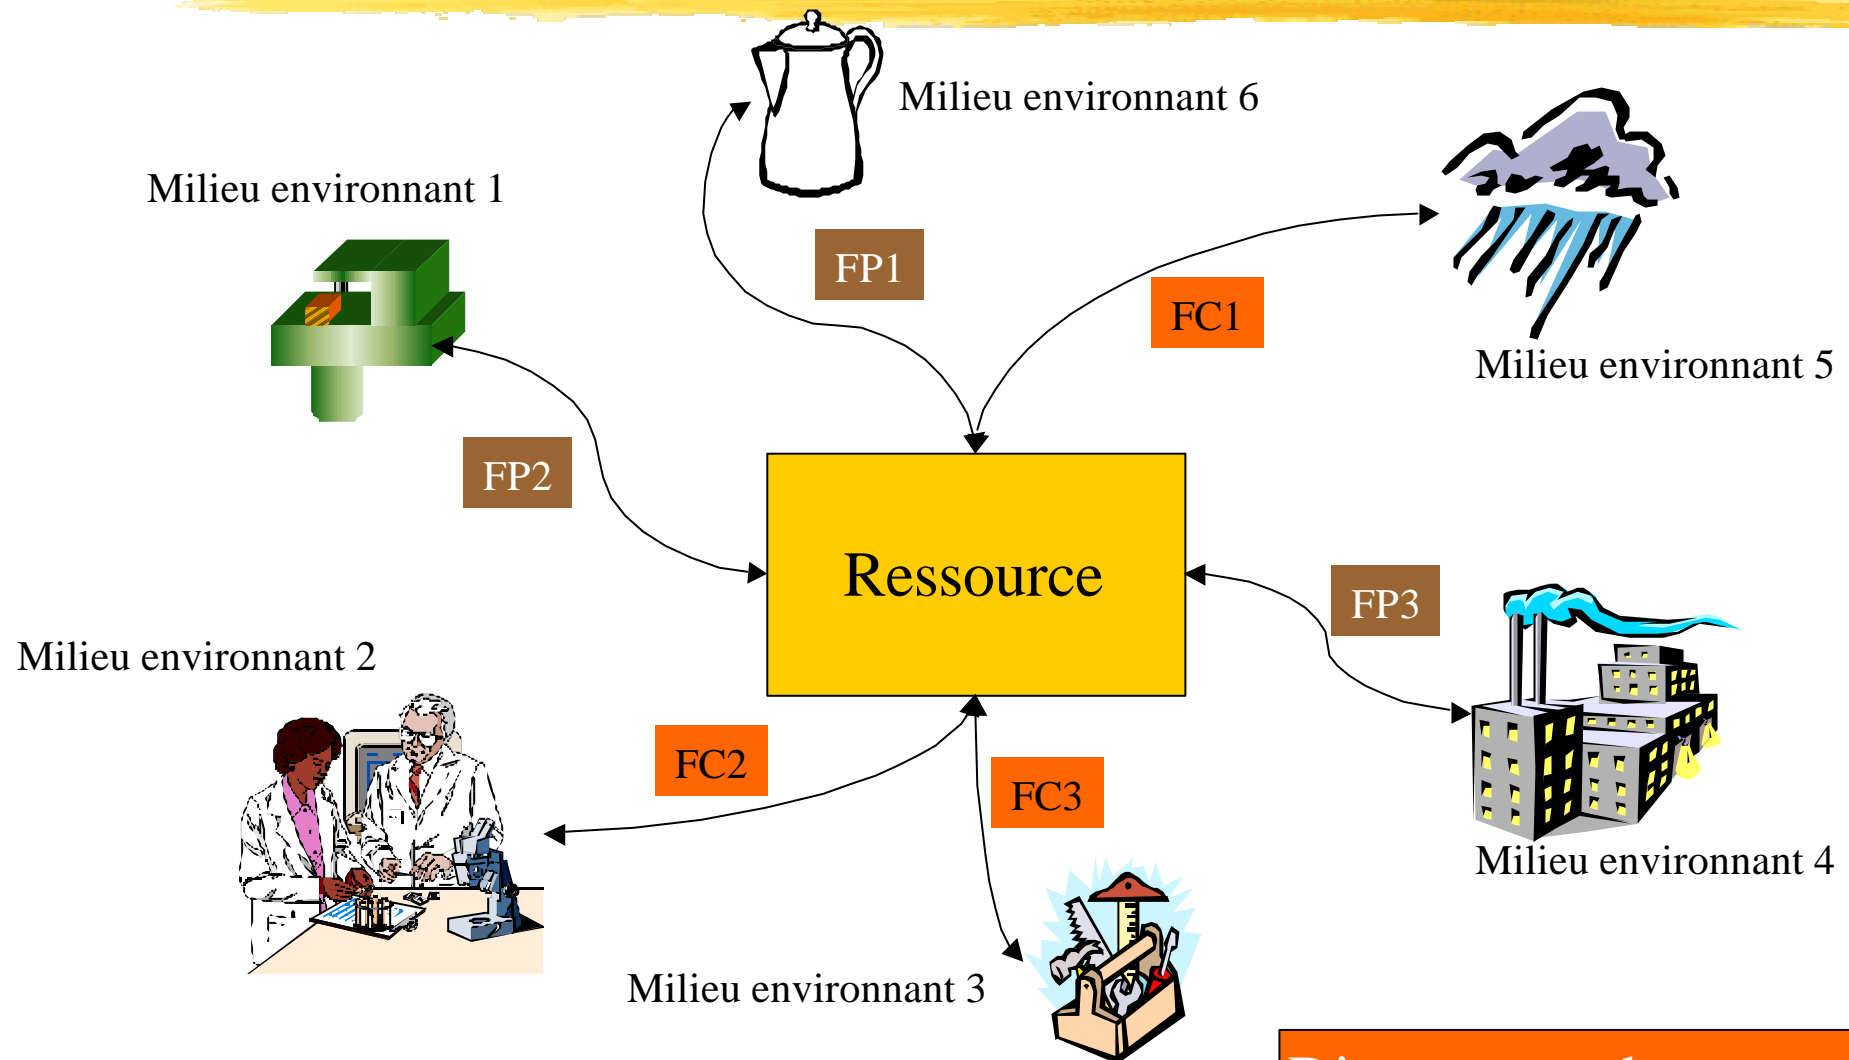 Milieu environnant 6
Milieu environnant 1
FP1
FC1
Milieu environnant 5
FP2
Ressource
FP3
Milieu environnant 2
FC2
FC3
Milieu environnant 4
Milieu environnant 3